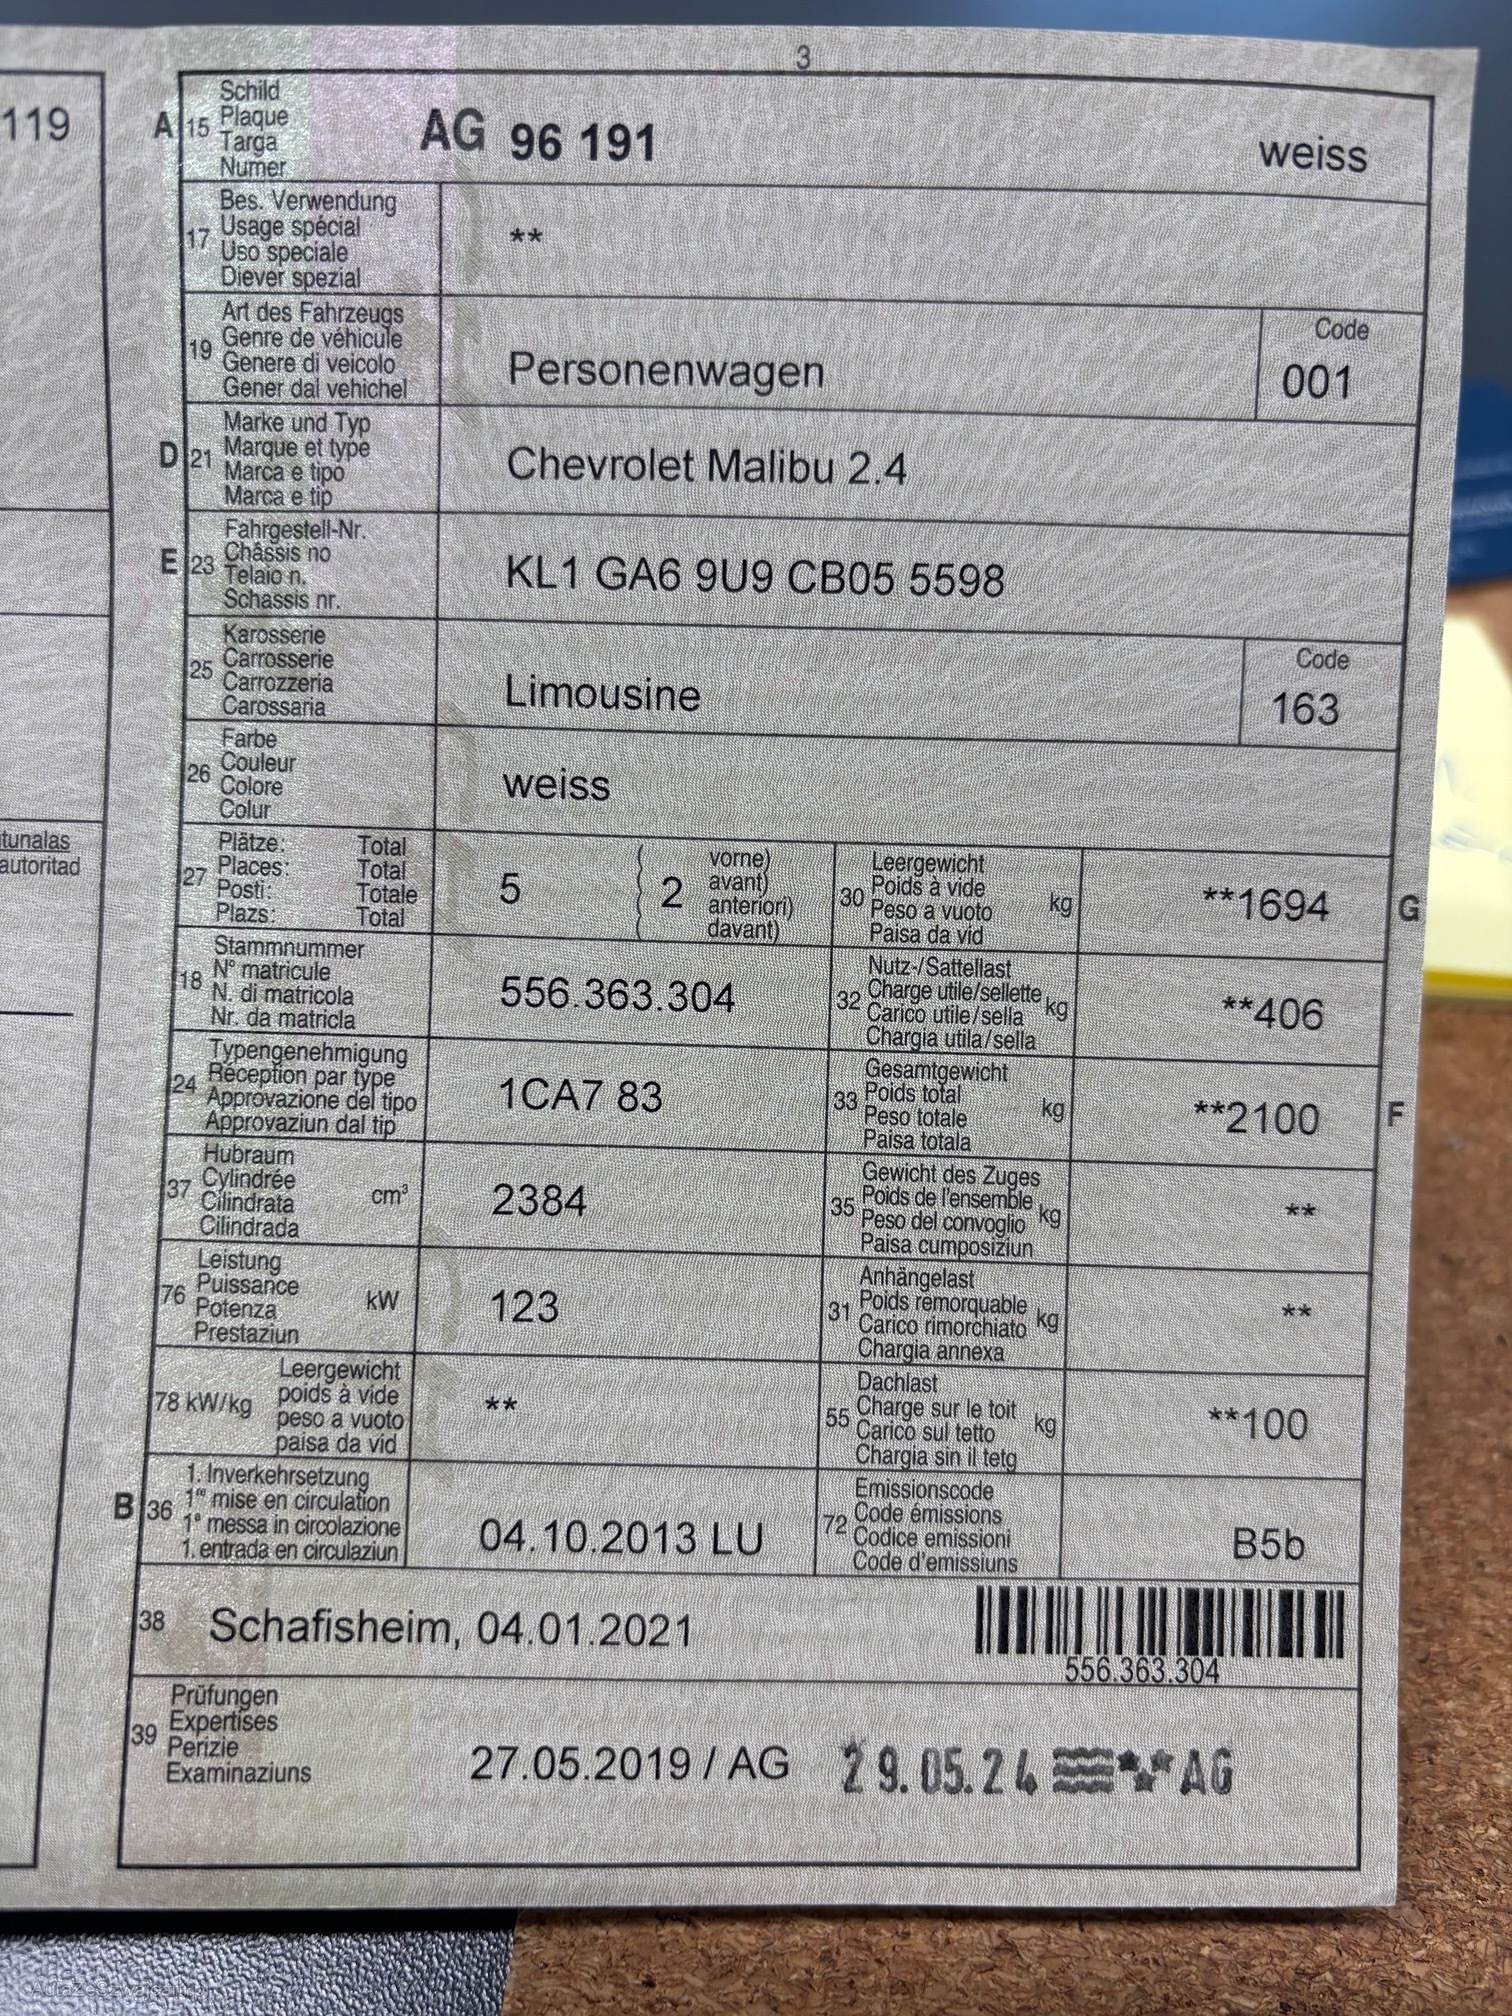 3
119
tunalas
autoritad
A 15 Schild
Plaque
Targa
Numer
AG 96 191 weiss
17 Bes. Verwendung
Usage spécial
Uso speciale
Diever spezial
**
19 Art des Fahrzeugs
Genre de véhicule
Genere di veicolo
Gener dal vehichel
Personenwagen
Code
001
D 21 Marke und Typ
Marque et type
Marca e tipo
Marca e tip
Chevrolet Malibu 2.4
E 23 Fahrgestell-Nr.
Châssis no
Telaio n.
Schassis nr.
KL1 GA6 9U9 CB05 5598
25 Karosserie
Carrosserie
Carrozzeria
Carossaria
Limousine
Code
163
26 Farbe
Couleur
Colore
Colur
weiss
27 Plätze: Total
Places: Total
Posti: Totale
Plazs: Total
5
2 vorne)
avant)
anteriori)
davant)
30 Leergewicht
Poids à vide
Peso a vuoto
Paisa da vid
kg
**1694 G
18 Stammnummer
N° matricule
N. di matricola
Nr. da matricla
556.363.304
32 Nutz-/Sattellast
Charge utile/sellette
Carico utile/sella
Chargia utila/sella
kg
**406
24 Typengenehmigung
Réception par type
Approvazione del tipo
Approvaziun dal tip
1CA7 83
33 Gesamtgewicht
Poids total
Peso totale
Paisa totala
kg
**2100 F
37 Hubraum
Cylindrée
Cilindrata
Cilindrada
cm³
2384
35 Gewicht des Zuges
Poids de l'ensemble
Peso del convoglio
Paisa cumposiziun
kg
**
76 Leistung
Puissance
Potenza
Prestaziun
kW
123
31 Anhängelast
Poids remorquable
Carico rimorchiato
Chargia annexa
kg
**
78 kW/kg Leergewicht
poids à vide
peso a vuoto
paisa da vid
**
55 Dachlast
Charge sur le toit
Carico sul tetto
Chargia sin il tetg
kg
**100
B 36 1. Inverkehrsetzung
1re mise en circulation
1a messa in circolazione
1. entrada en circulaziun
04.10.2013 LU
72 Emissionscode
Code émissions
Codice emissioni
Code d'emissiuns
B5b
38 Schafisheim, 04.01.2021
556.363.304
39 Prüfungen
Expertises
Perizie
Examinaziuns
27.05.2019 / AG 29.05.24 AG